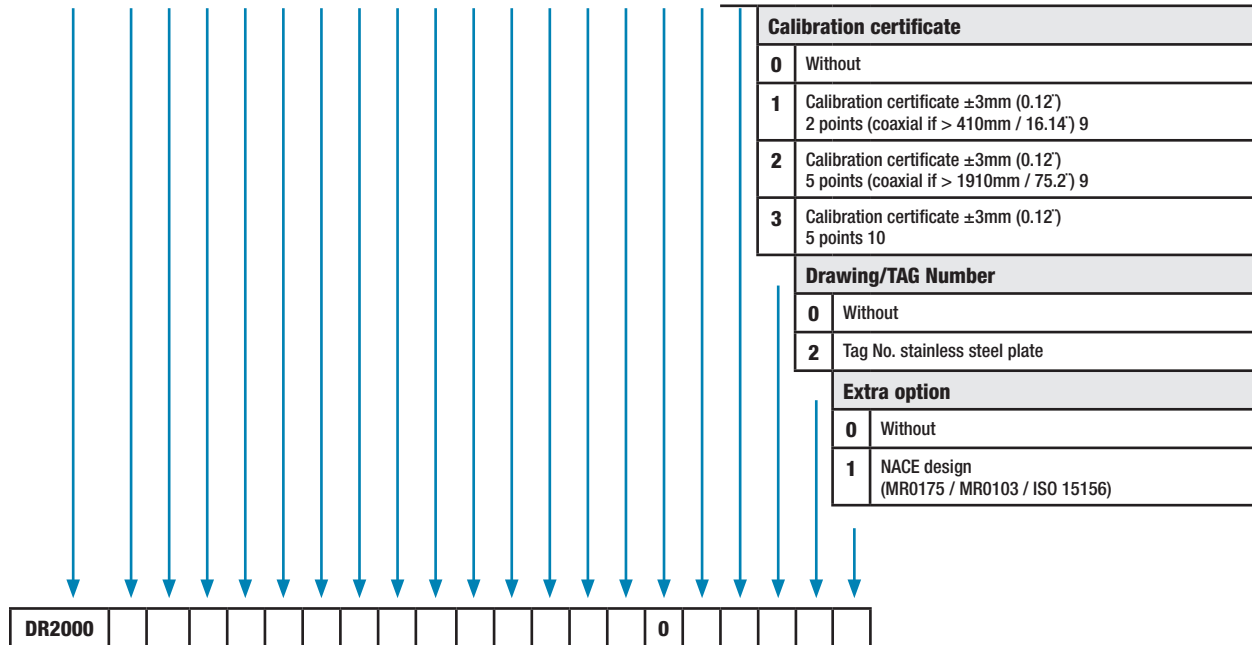 Calibration certificate
0 Without
1 Calibration certificate ±3mm (0.12")
2 points (coaxial if > 410mm / 16.14") 9
2 Calibration certificate ±3mm (0.12")
5 points (coaxial if > 1910mm / 75.2") 9
3 Calibration certificate ±3mm (0.12")
5 points 10
Drawing/TAG Number
0 Without
2 Tag No. stainless steel plate
Extra option
0 Without
1 NACE design
(MR0175 / MR0103 / ISO 15156)
DR2000 0